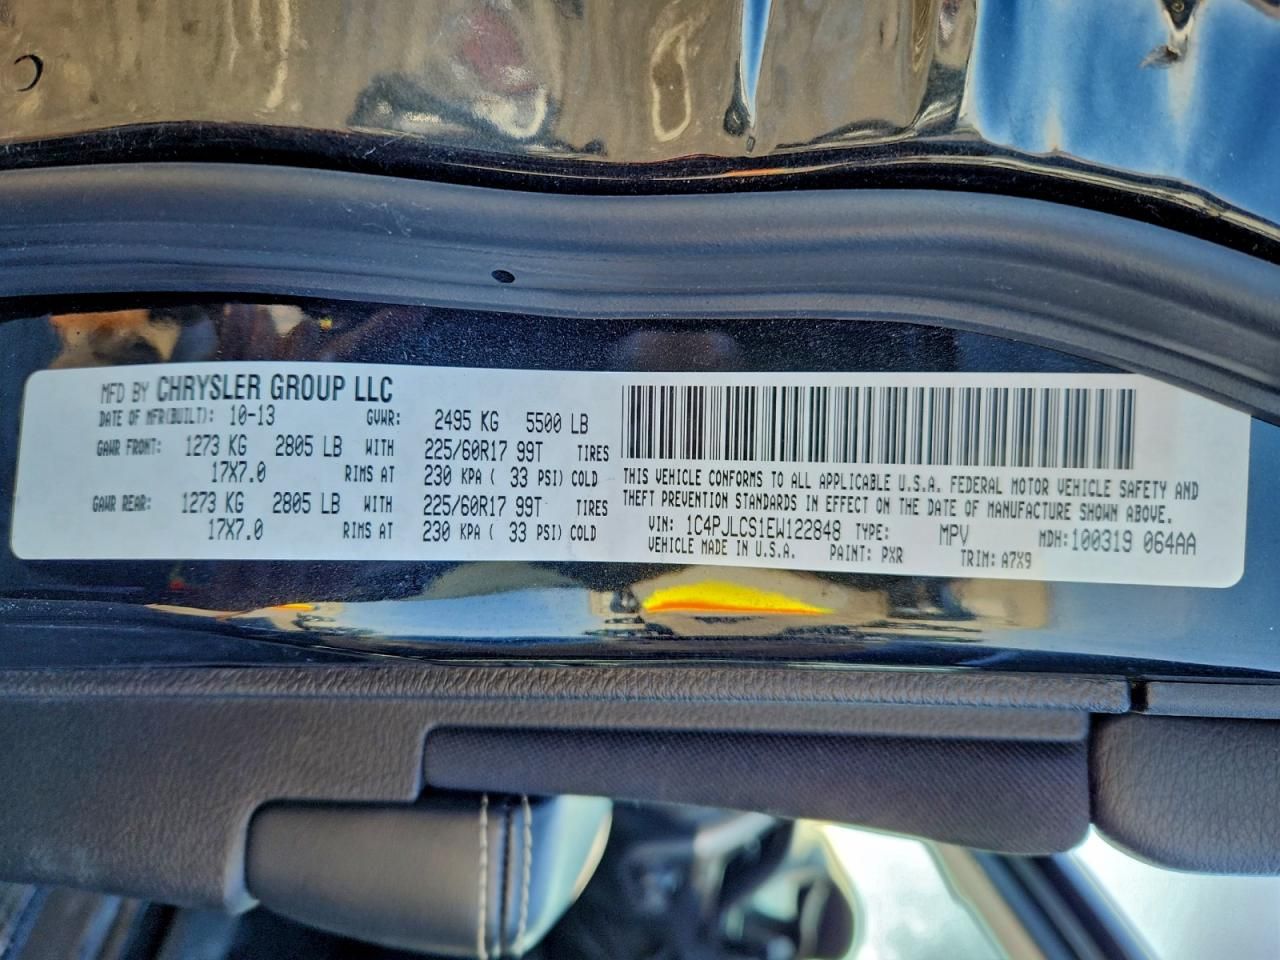 MFD BY CHRYSLER GROUP LLC
DATE OF MFR(BUILT): 10-13 GVWR: 2495 KG 5500 LB
GAWR FRONT: 1273 KG 2805 LB WITH 225/60R17 99T TIRES
17X7.0 RIMS AT 230 KPA ( 33 PSI) COLD
GAWR REAR: 1273 KG 2805 LB WITH 225/60R17 99T TIRES
17X7.0 RIMS AT 230 KPA ( 33 PSI) COLD
THIS VEHICLE CONFORMS TO ALL APPLICABLE U.S.A. FEDERAL MOTOR VEHICLE SAFETY AND
THEFT PREVENTION STANDARDS IN EFFECT ON THE DATE OF MANUFACTURE SHOWN ABOVE.
VIN: 1C4PJLCS1EW122848 TYPE: MPV MDH: 100319 064AA
VEHICLE MADE IN U.S.A. PAINT: PXR TRIM: A7X9